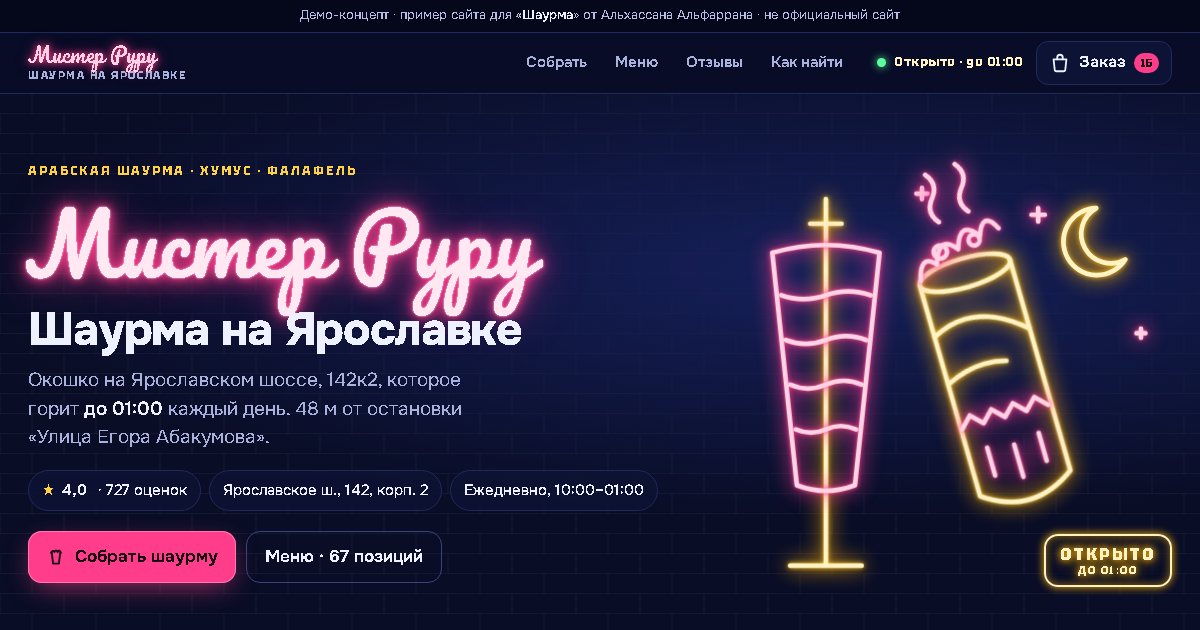 Демо-концепт · пример сайта для «Шаурма» от Альхассана Альфаррана · не официальный сайт
Мистер Руру
ШАУРМА НА ЯРОСЛАВКЕ
Собрать
Меню
Отзывы
Как найти
Открыто · до 01:00
Заказ 16
АРАБСКАЯ ШАУРМА · ХУМУС · ФАЛАФЕЛЬ
Мистер Руру
Шаурма на Ярославке
Окошко на Ярославском шоссе, 142к2, которое
горит до 01:00 каждый день. 48 м от остановки
«Улица Егора Абакумова».
★ 4,0 · 727 оценок
Ярославское ш., 142, корп. 2
Ежедневно, 10:00–01:00
Собрать шаурму
Меню · 67 позиций
ОТКРЫТО
ДО 01:00